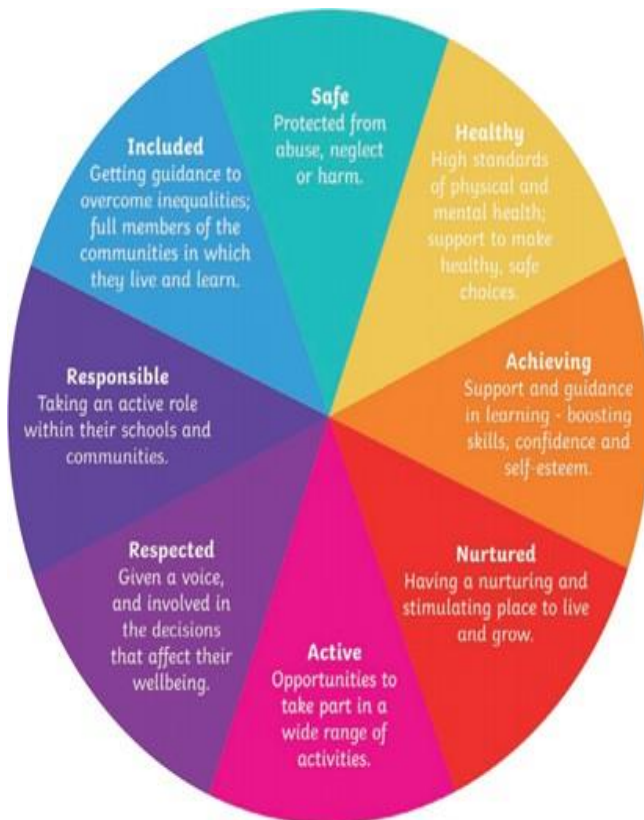 Safe
Protected from
abuse, neglect
or harm.
Healthy
High standards
of physical and
mental health;
support to make
healthy, safe
choices.
Achieving
Support and guidance
in learning - boosting
skills, confidence and
self-esteem.
Nurtured
Having a nurturing and
stimulating place to live
and grow.
Active
Opportunities to
take part in a
wide range of
activities.
Respected
Given a voice,
and involved in
the decisions
that affect their
wellbeing.
Responsible
Taking an active role
within their schools and
communities.
Included
Getting guidance to
overcome inequalities;
full members of the
communities in which
they live and learn.